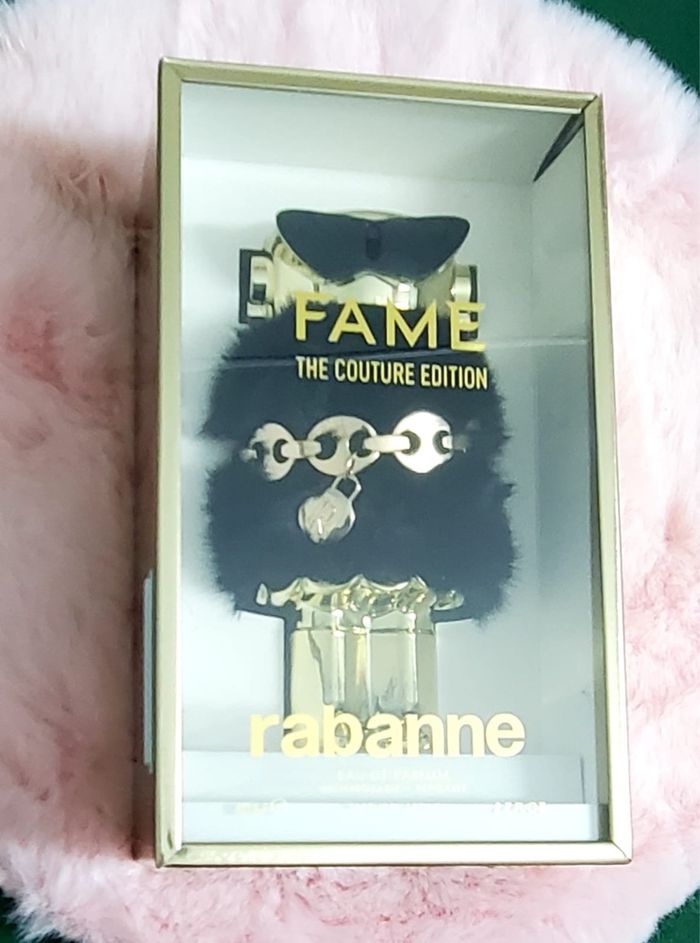 FAME
THE COUTURE EDITION
rabanne
EAU DE PARFUM